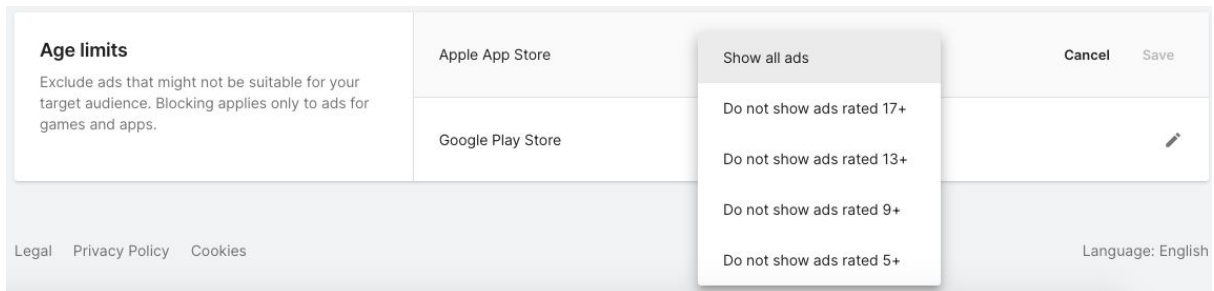 Age limits
Exclude ads that might not be suitable for your
target audience. Blocking applies only to ads for
games and apps.
Apple App Store
Show all ads
Cancel
Save
Do not show ads rated 17+
Do not show ads rated 13+
Do not show ads rated 9+
Do not show ads rated 5+
Google Play Store
Legal
Privacy Policy
Cookies
Language: English